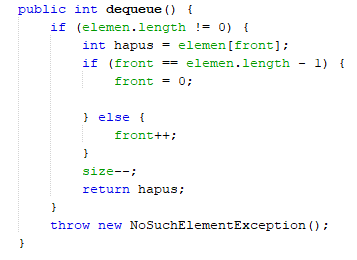 public int dequeue() {
    if (elemen.length != 0) {
        int hapus = elemen[front];
        if (front == elemen.length - 1) {
            front = 0;

        } else {
            front++;
        }
        size--;
        return hapus;
    }
    throw new NoSuchElementException();
}